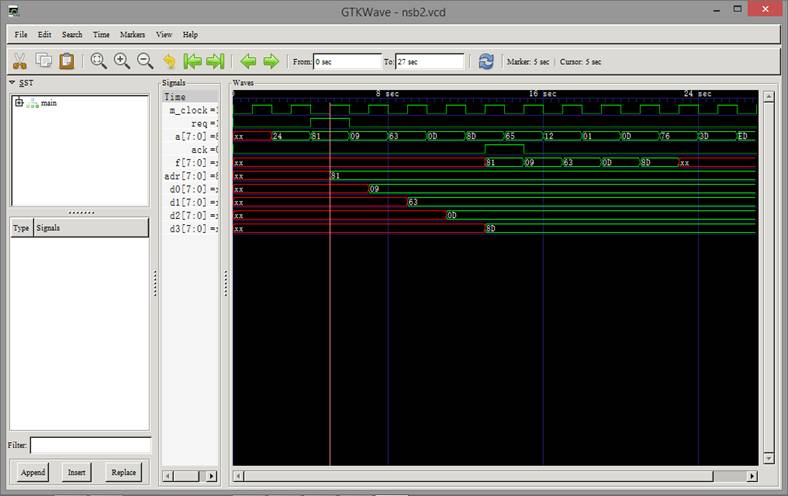 GTKWave - nsb2.vcd
File Edit Search Time Markers View Help
From: 0 sec To: 27 sec Marker: 5 sec | Cursor: 5 sec
SST
main
Type Signals
Filter:
Append Insert Replace
Signals
Time
m_clock =
req =
a[7:0] =8
ack =0
f[7:0] =x
adr[7:0] =8
d0[7:0] =x
d1[7:0] =x
d2[7:0] =x
d3[7:0] =x
Waves
8 sec 16 sec 24 sec
xx 24 81 09 63 0D 8D 65 12 01 0D 76 3D ED
xx 81 09 63 0D 8D xx
xx 81
xx 09
xx 63
xx 0D
xx 8D